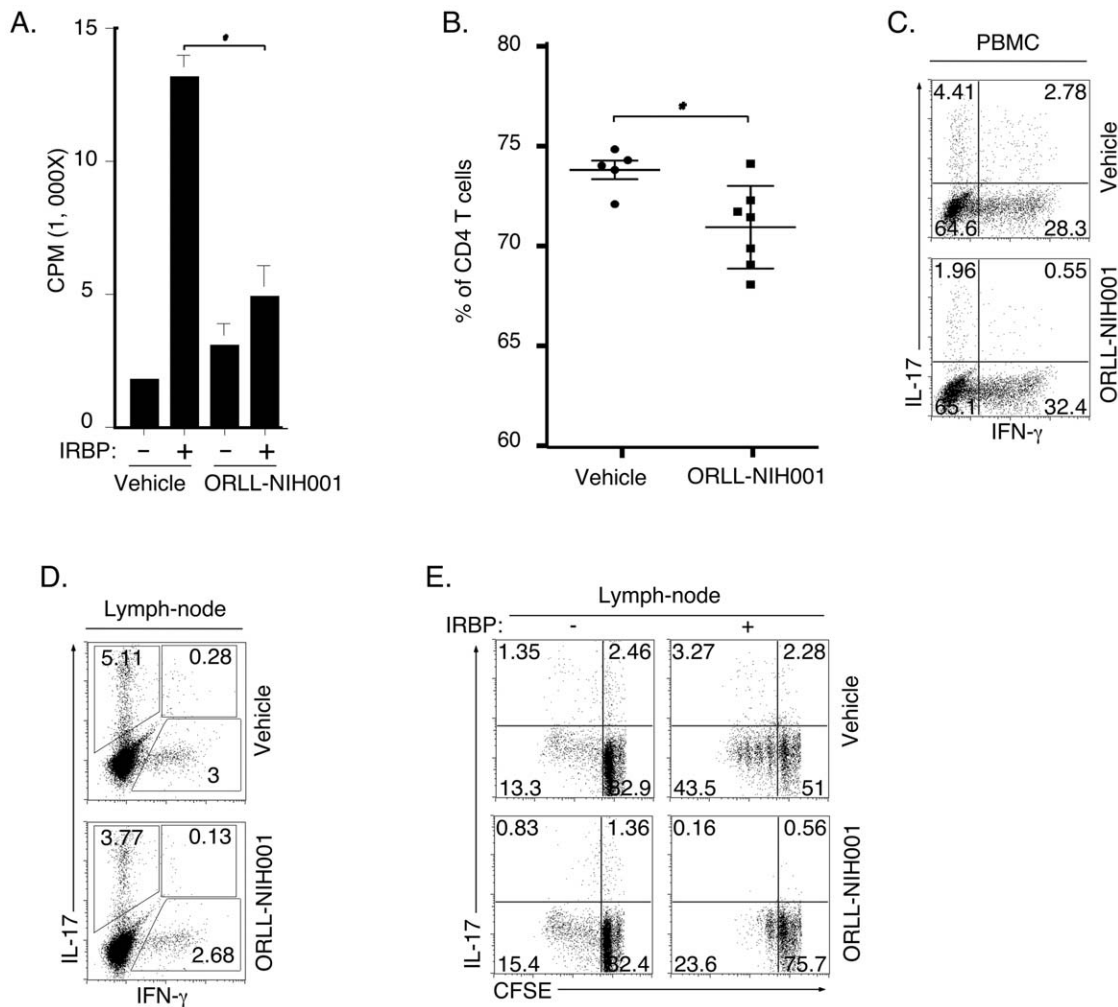 A.
15
10
5
0
CPM (1, 000X)
*
IRBP: - + - +
Vehicle ORLL-NIH001
B.
80
75
70
65
60
% of CD4 T cells
*
Vehicle ORLL-NIH001
C.
PBMC
4.41 2.78
64.6 28.3
Vehicle
1.96 0.55
65.1 32.4
ORLL-NIH001
IL-17
IFN-γ
D.
Lymph-node
5.11 0.28
3
Vehicle
3.77 0.13
2.68
ORLL-NIH001
IL-17
IFN-γ
E.
Lymph-node
IRBP: - +
1.35 2.46 3.27 2.28
13.3 82.9 43.5 51
Vehicle
0.83 1.36 0.16 0.56
15.4 82.4 23.6 75.7
ORLL-NIH001
IL-17
CFSE